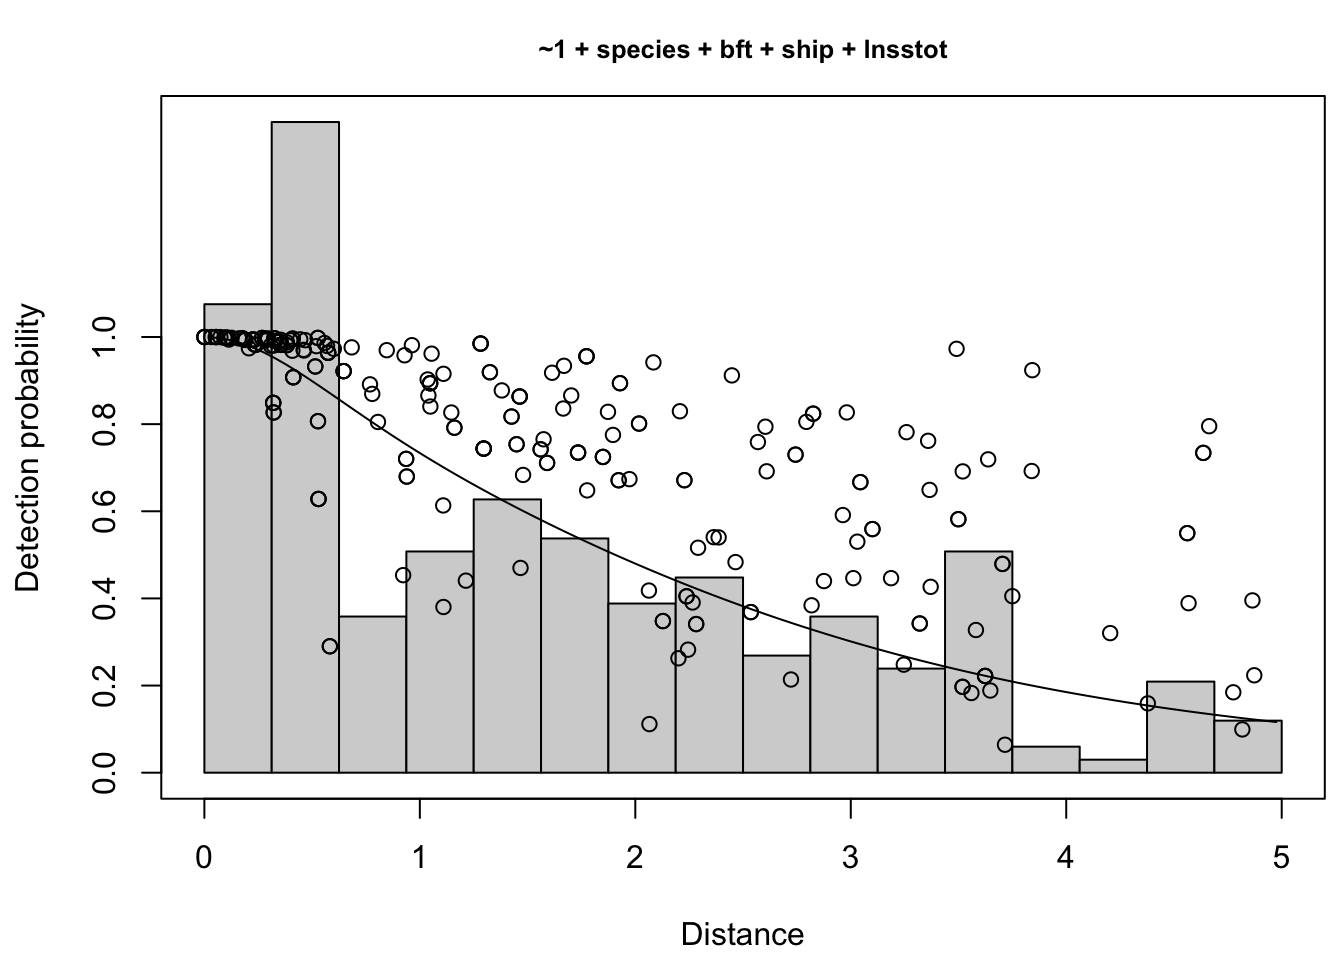 ~1 + species + bft + ship + lnsstot
Detection probability
1.0
0.8
0.6
0.4
0.2
0.0
0 1 2 3 4 5
Distance